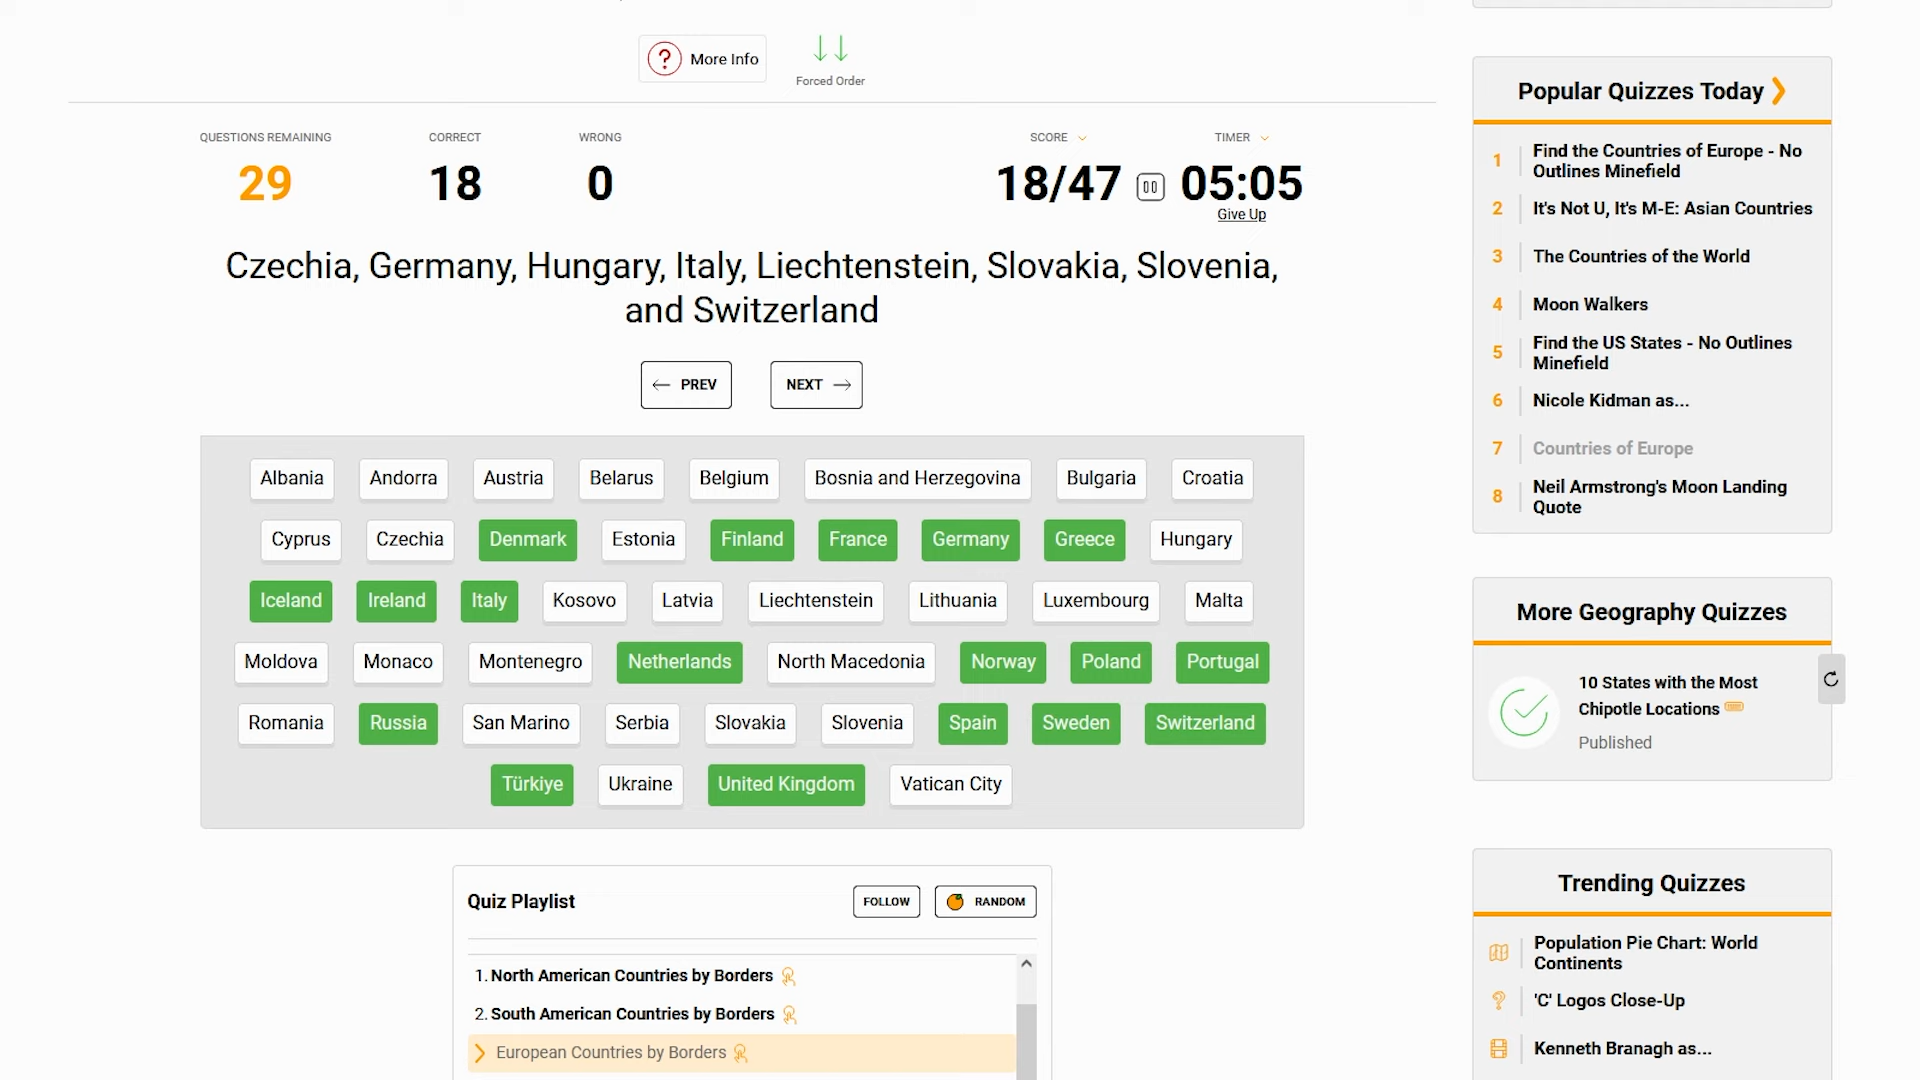 More Info
Forced Order
QUESTIONS REMAINING
29
CORRECT
18
WRONG
0
SCORE
18/47
TIMER
05:05
Give Up
Czechia, Germany, Hungary, Italy, Liechtenstein, Slovakia, Slovenia,
and Switzerland
← PREV
NEXT →
Albania Andorra Austria Belarus Belgium Bosnia and Herzegovina Bulgaria Croatia
Cyprus Czechia Denmark Estonia Finland France Germany Greece Hungary
Iceland Ireland Italy Kosovo Latvia Liechtenstein Lithuania Luxembourg Malta
Moldova Monaco Montenegro Netherlands North Macedonia Norway Poland Portugal
Romania Russia San Marino Serbia Slovakia Slovenia Spain Sweden Switzerland
Türkiye Ukraine United Kingdom Vatican City
Quiz Playlist
FOLLOW
RANDOM
1. North American Countries by Borders
2. South American Countries by Borders
European Countries by Borders
Popular Quizzes Today
1 Find the Countries of Europe - No
Outlines Minefield
2 It's Not U, It's M-E: Asian Countries
3 The Countries of the World
4 Moon Walkers
5 Find the US States - No Outlines
Minefield
6 Nicole Kidman as...
7 Countries of Europe
8 Neil Armstrong's Moon Landing
Quote
More Geography Quizzes
10 States with the Most
Chipotle Locations
Published
Trending Quizzes
Population Pie Chart: World
Continents
'C' Logos Close-Up
Kenneth Branagh as...